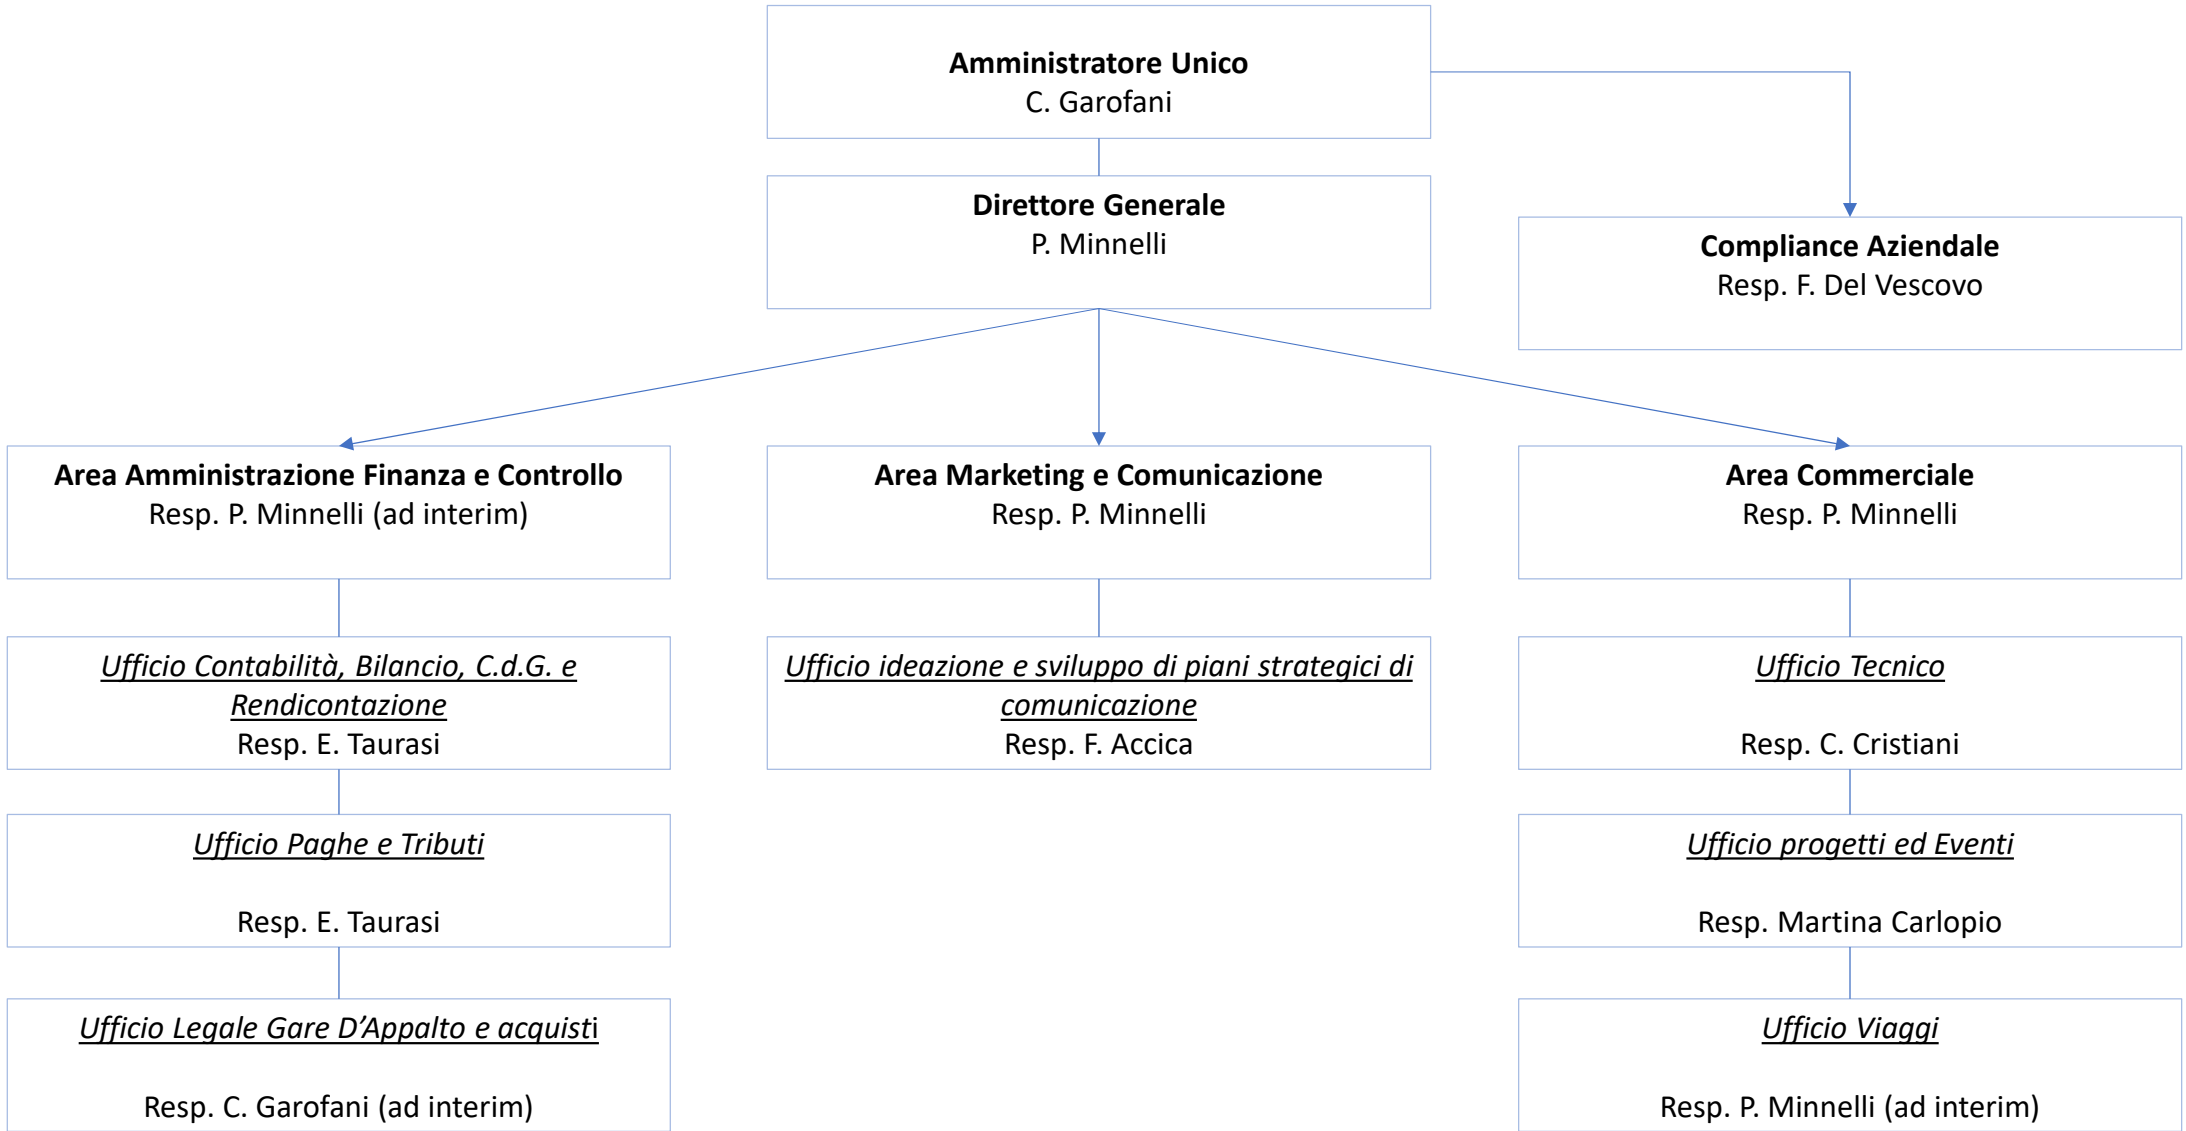 Amministratore Unico
C. Garofani
Direttore Generale
P. Minnelli
Compliance Aziendale
Resp. F. Del Vescovo
Area Amministrazione Finanza e Controllo
Resp. P. Minnelli (ad interim)
Area Marketing e Comunicazione
Resp. P. Minnelli
Area Commerciale
Resp. P. Minnelli
Ufficio Contabilità, Bilancio, C.d.G. e
Rendicontazione
Resp. E. Taurasi
Ufficio ideazione e sviluppo di piani strategici di
comunicazione
Resp. F. Accica
Ufficio Tecnico
Resp. C. Cristiani
Ufficio Paghe e Tributi
Resp. E. Taurasi
Ufficio progetti ed Eventi
Resp. Martina Carlopio
Ufficio Legale Gare D’Appalto e acquisti
Resp. C. Garofani (ad interim)
Ufficio Viaggi
Resp. P. Minnelli (ad interim)